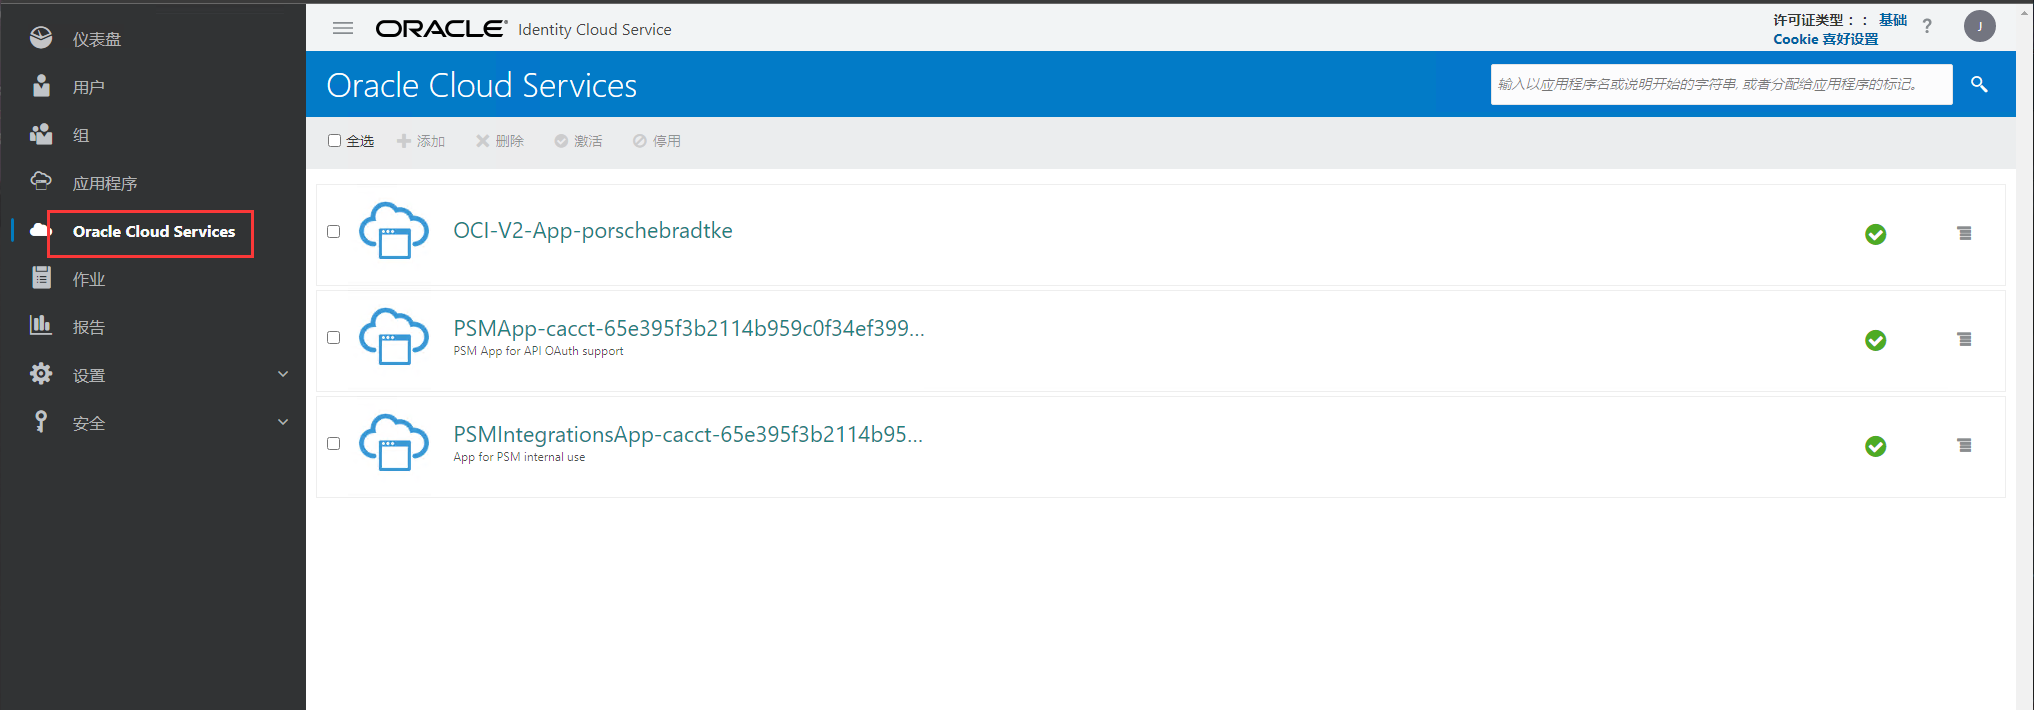 仪表盘
用户
组
应用程序
Oracle Cloud Services
作业
报告
设置
安全
ORACLE® Identity Cloud Service
许可证类型：： 基础
Cookie 喜好设置
?
J
Oracle Cloud Services
输入以应用程序名或说明开始的字符串, 或者分配给应用程序的标记。
全选 添加 删除 激活 停用
OCI-V2-App-porschebradtke
PSMApp-cacct-65e395f3b2114b959c0f34ef399...
PSM App for API OAuth support
PSMIntegrationsApp-cacct-65e395f3b2114b95...
App for PSM internal use